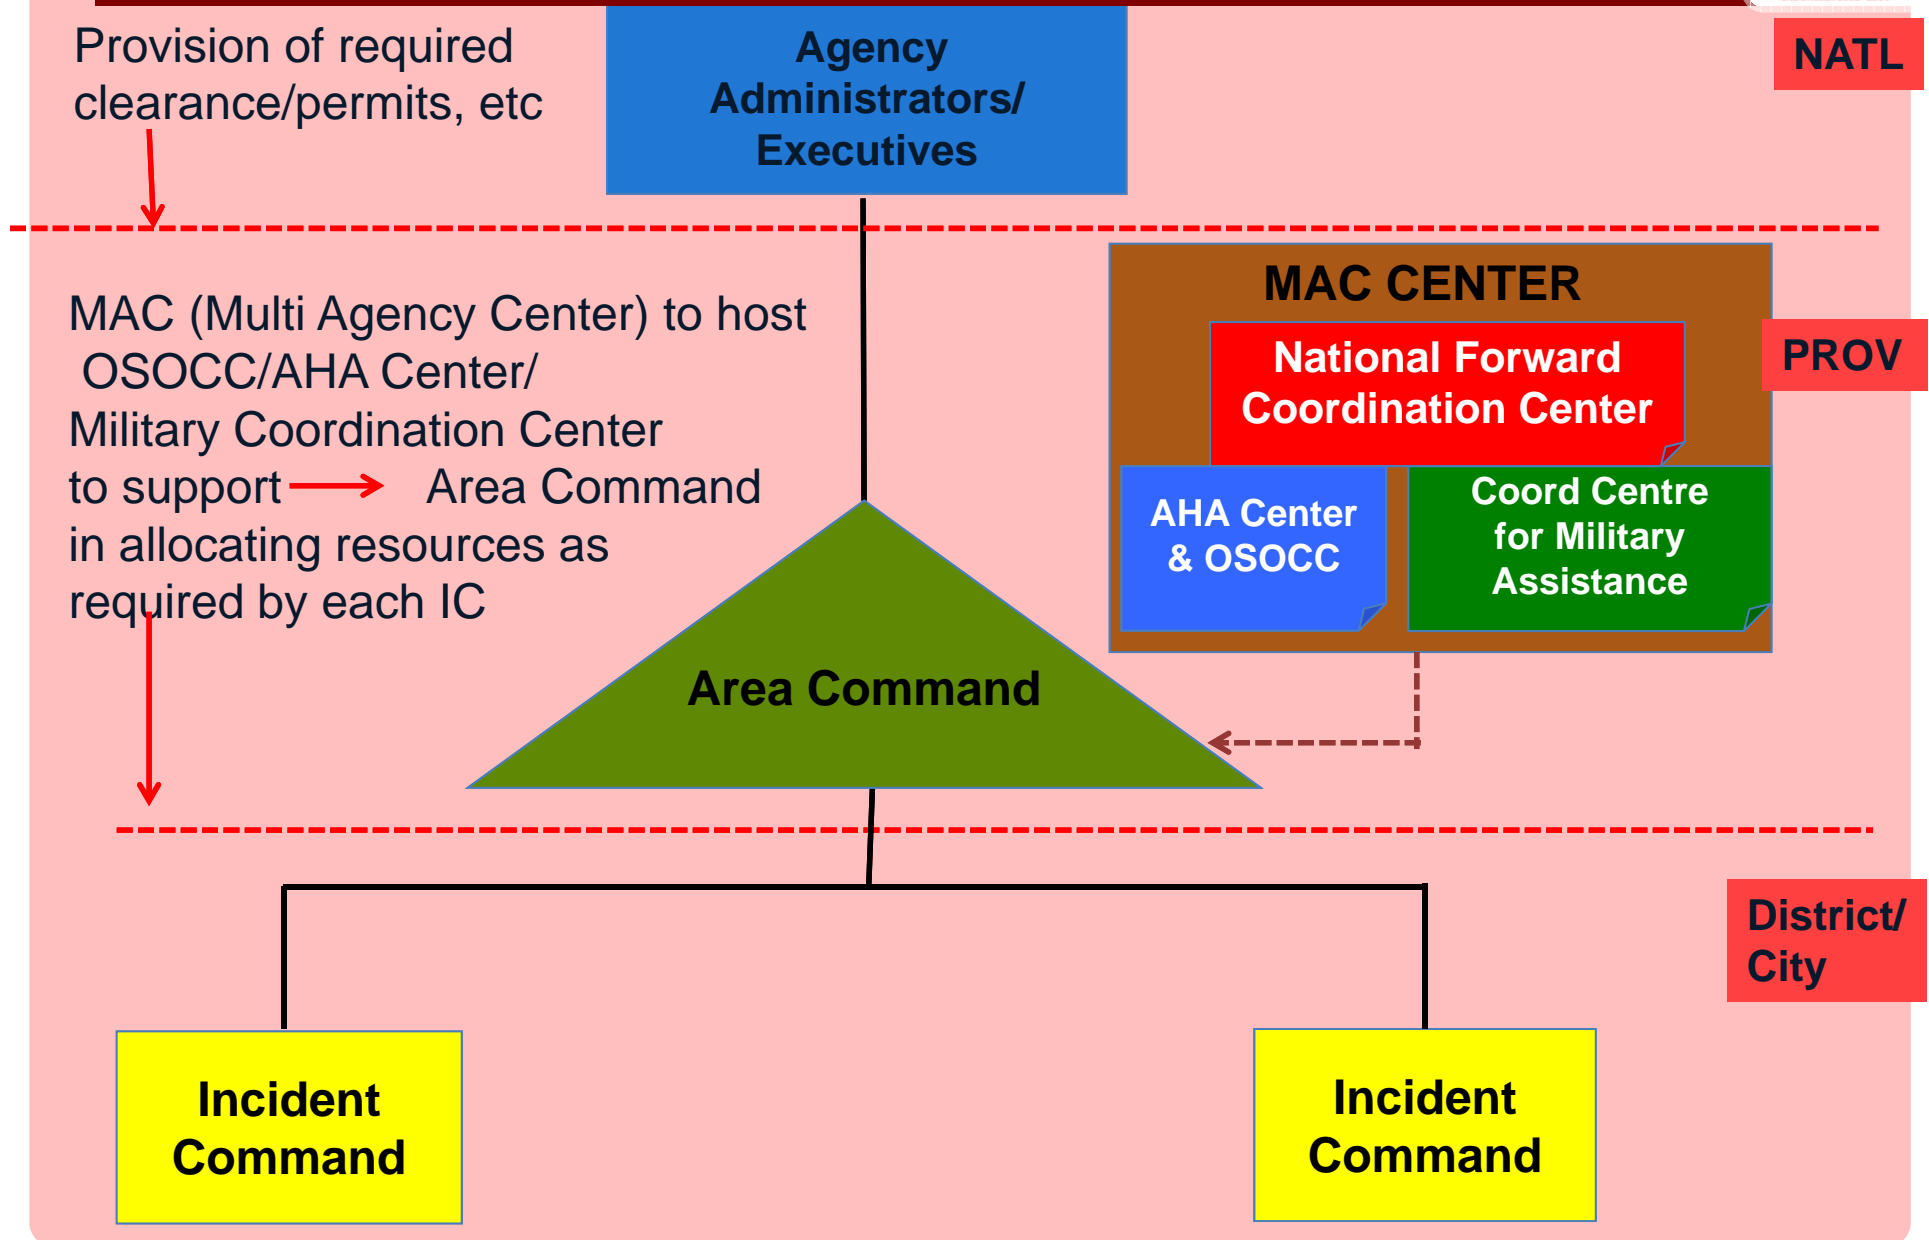 Provision of required
clearance/permits, etc
Agency
Administrators/
Executives
NATL
MAC (Multi Agency Center) to host
OSOCC/AHA Center/
Military Coordination Center
to support Area Command
in allocating resources as
required by each IC
MAC CENTER
National Forward
Coordination Center
AHA Center
& OSOCC
Coord Centre
for Military
Assistance
PROV
Area Command
District/
City
Incident
Command
Incident
Command